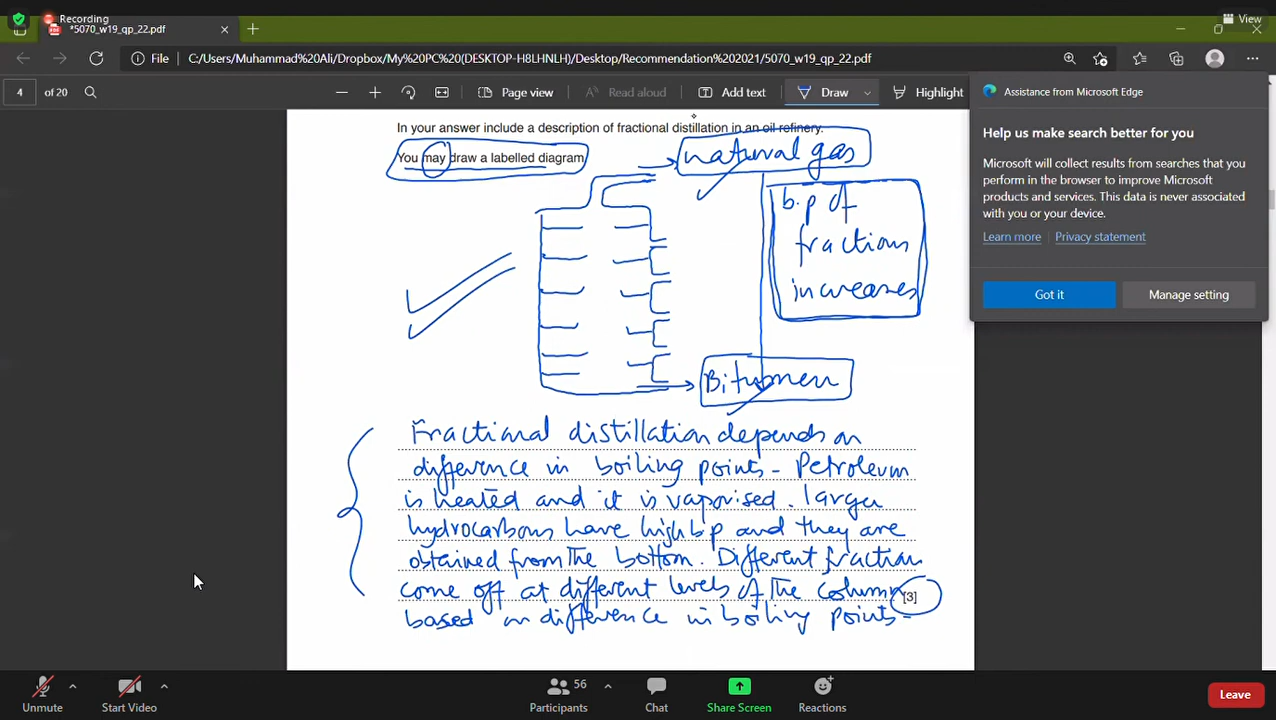 Recording
View
*5070_w19_qp_22.pdf
File
C:/Users/Muhammad%20Ali/Dropbox/My%20PC%20(DESKTOP-H8LHNLH)/Desktop/Recommendation%202021/5070_w19_qp_22.pdf
4 of 20
Page view
Read aloud
Add text
Draw
Highlight
Assistance from Microsoft Edge
Help us make search better for you
Microsoft will collect results from searches that you
perform in the browser to improve Microsoft
products and services. This data is never associated
with you or your device.
Learn more
Privacy statement
Got it
Manage setting
In your answer include a description of fractional distillation in an oil refinery.
You may draw a labelled diagram
natural gas
b.p of
fractions
increases
Bitumen
Fractional distillation depends on
difference in boiling points - Petroleum
is heated and it is vaporised. larger
hydrocarbons have high bp and they are
obtained from the bottom. Different fraction
come off at different levels of the column
[3]
based on difference in boiling points -
Unmute
Start Video
56
Participants
Chat
Share Screen
Reactions
Leave